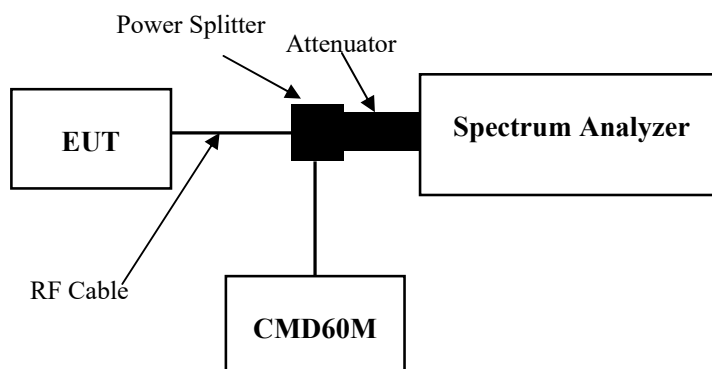 Power Splitter
Attenuator
EUT
Spectrum Analyzer
RF Cable
CMD60M